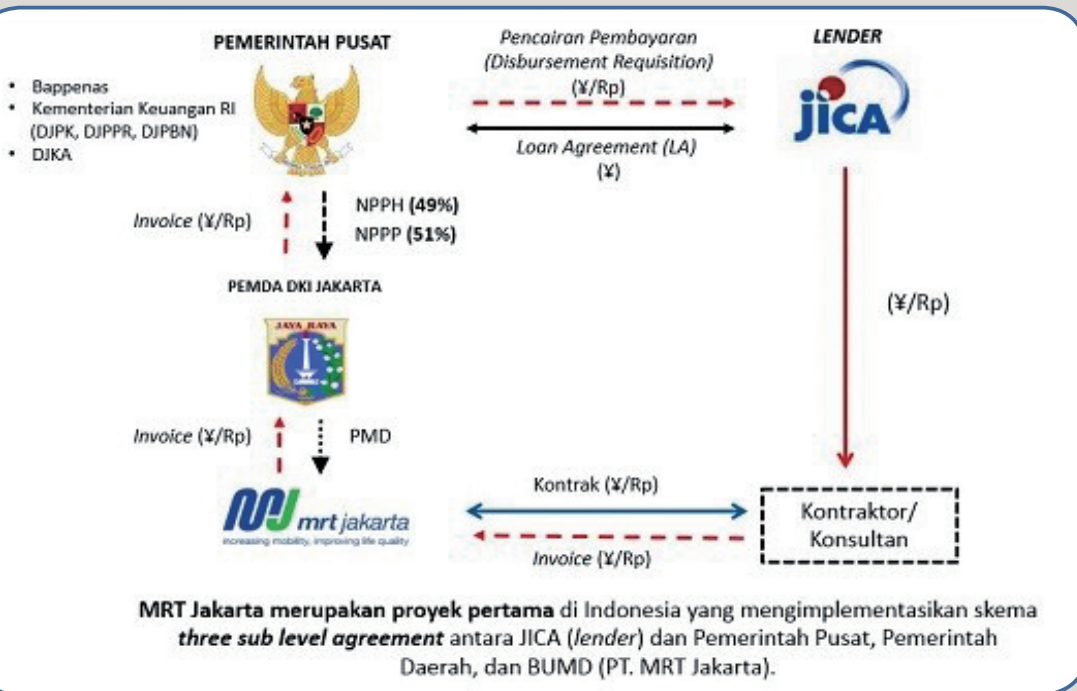 PEMERINTAH PUSAT
• Bappenas
• Kementerian Keuangan RI
(DJPK, DJPPR, DJPBN)
• DJKA
Pencairan Pembayaran
(Disbursement Requisition)
(¥/Rp)
Loan Agreement (LA)
(¥)
LENDER
jICA
Invoice (¥/Rp)
NPPH (49%)
NPPP (51%)
PEMDA DKI JAKARTA
JAYA RAYA
(¥/Rp)
Invoice (¥/Rp)
PMD
mrt jakarta
increasing mobility, improving life quality
Kontrak (¥/Rp)
Invoice (¥/Rp)
Kontraktor/
Konsultan
MRT Jakarta merupakan proyek pertama di Indonesia yang mengimplementasikan skema
three sub level agreement antara JICA (lender) dan Pemerintah Pusat, Pemerintah
Daerah, dan BUMD (PT. MRT Jakarta).